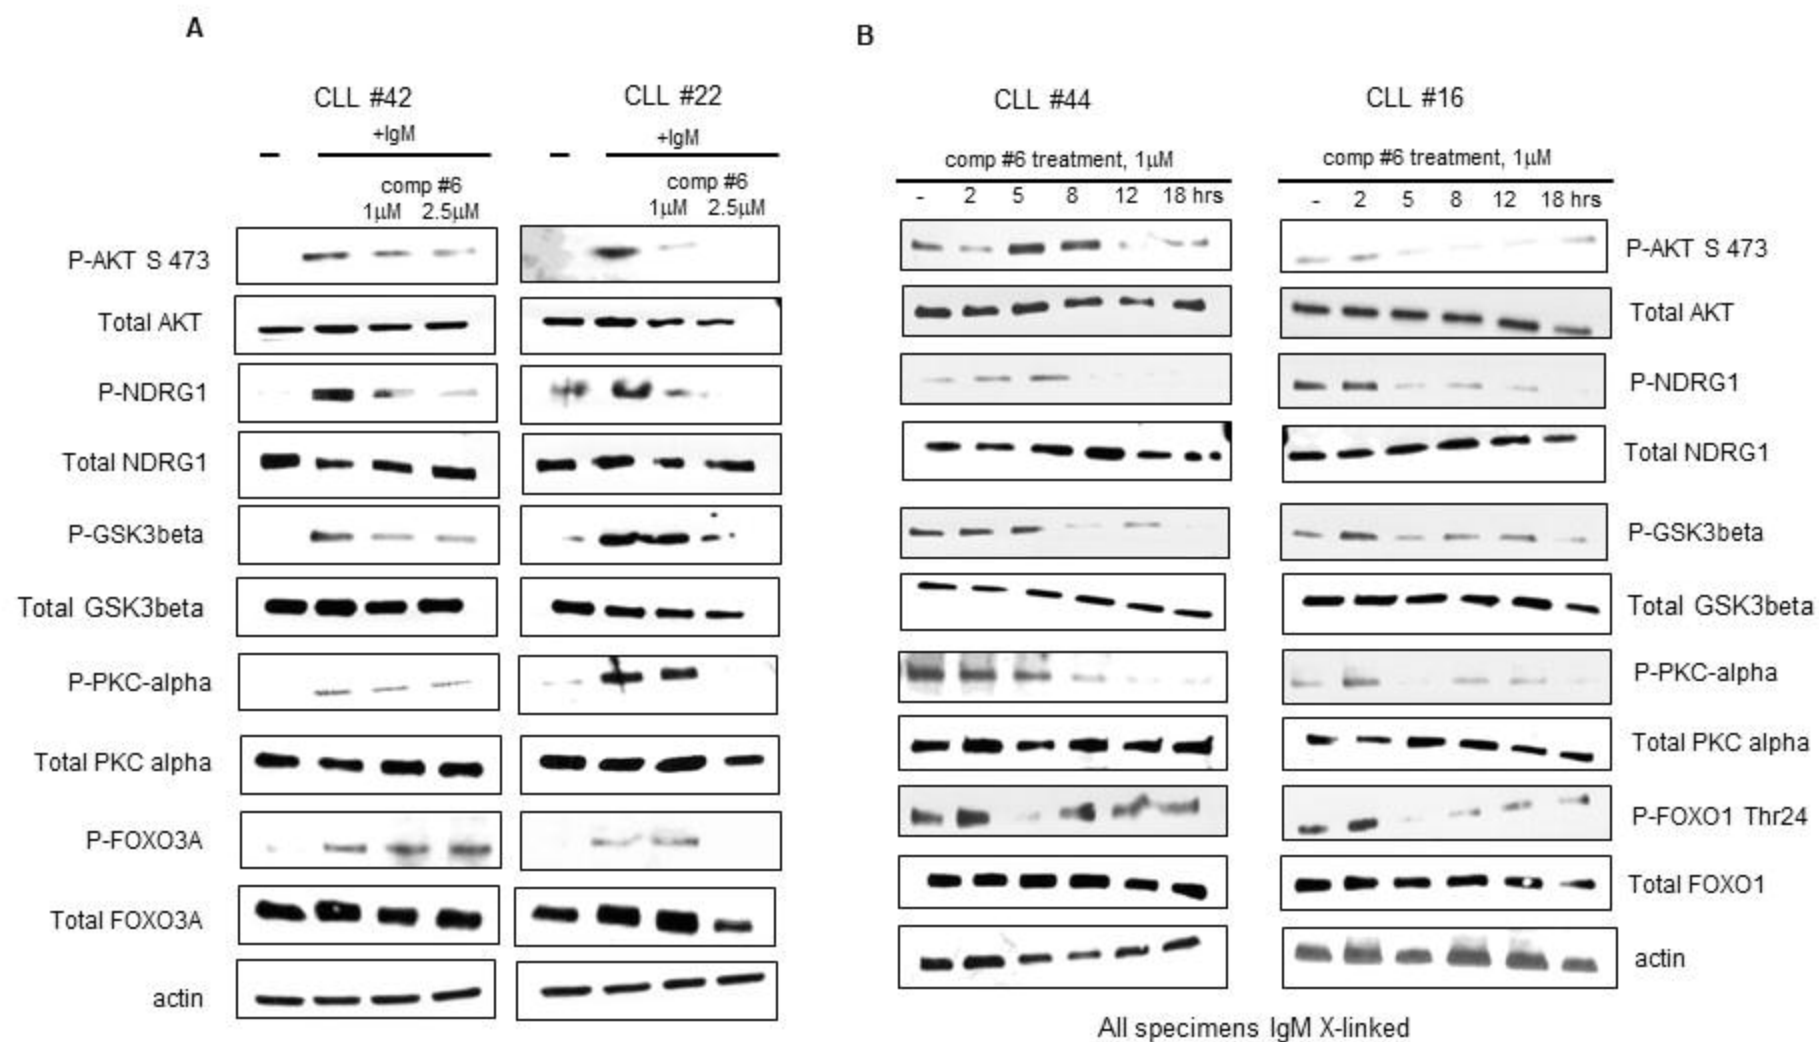 A
B
CLL #42
CLL #22
CLL #44
CLL #16
+IgM
+IgM
comp #6 treatment, 1µM
comp #6 treatment, 1µM
– comp #6
comp #6
1µM 2.5µM
1µM 2.5µM
- 2 5 8 12 18 hrs
- 2 5 8 12 18 hrs
P-AKT S 473
P-AKT S 473
Total AKT
Total AKT
P-NDRG1
P-NDRG1
Total NDRG1
Total NDRG1
P-GSK3beta
P-GSK3beta
Total GSK3beta
Total GSK3beta
P-PKC-alpha
P-PKC-alpha
Total PKC alpha
Total PKC alpha
P-FOXO3A
P-FOXO1 Thr24
Total FOXO3A
Total FOXO1
actin
actin
All specimens IgM X-linked